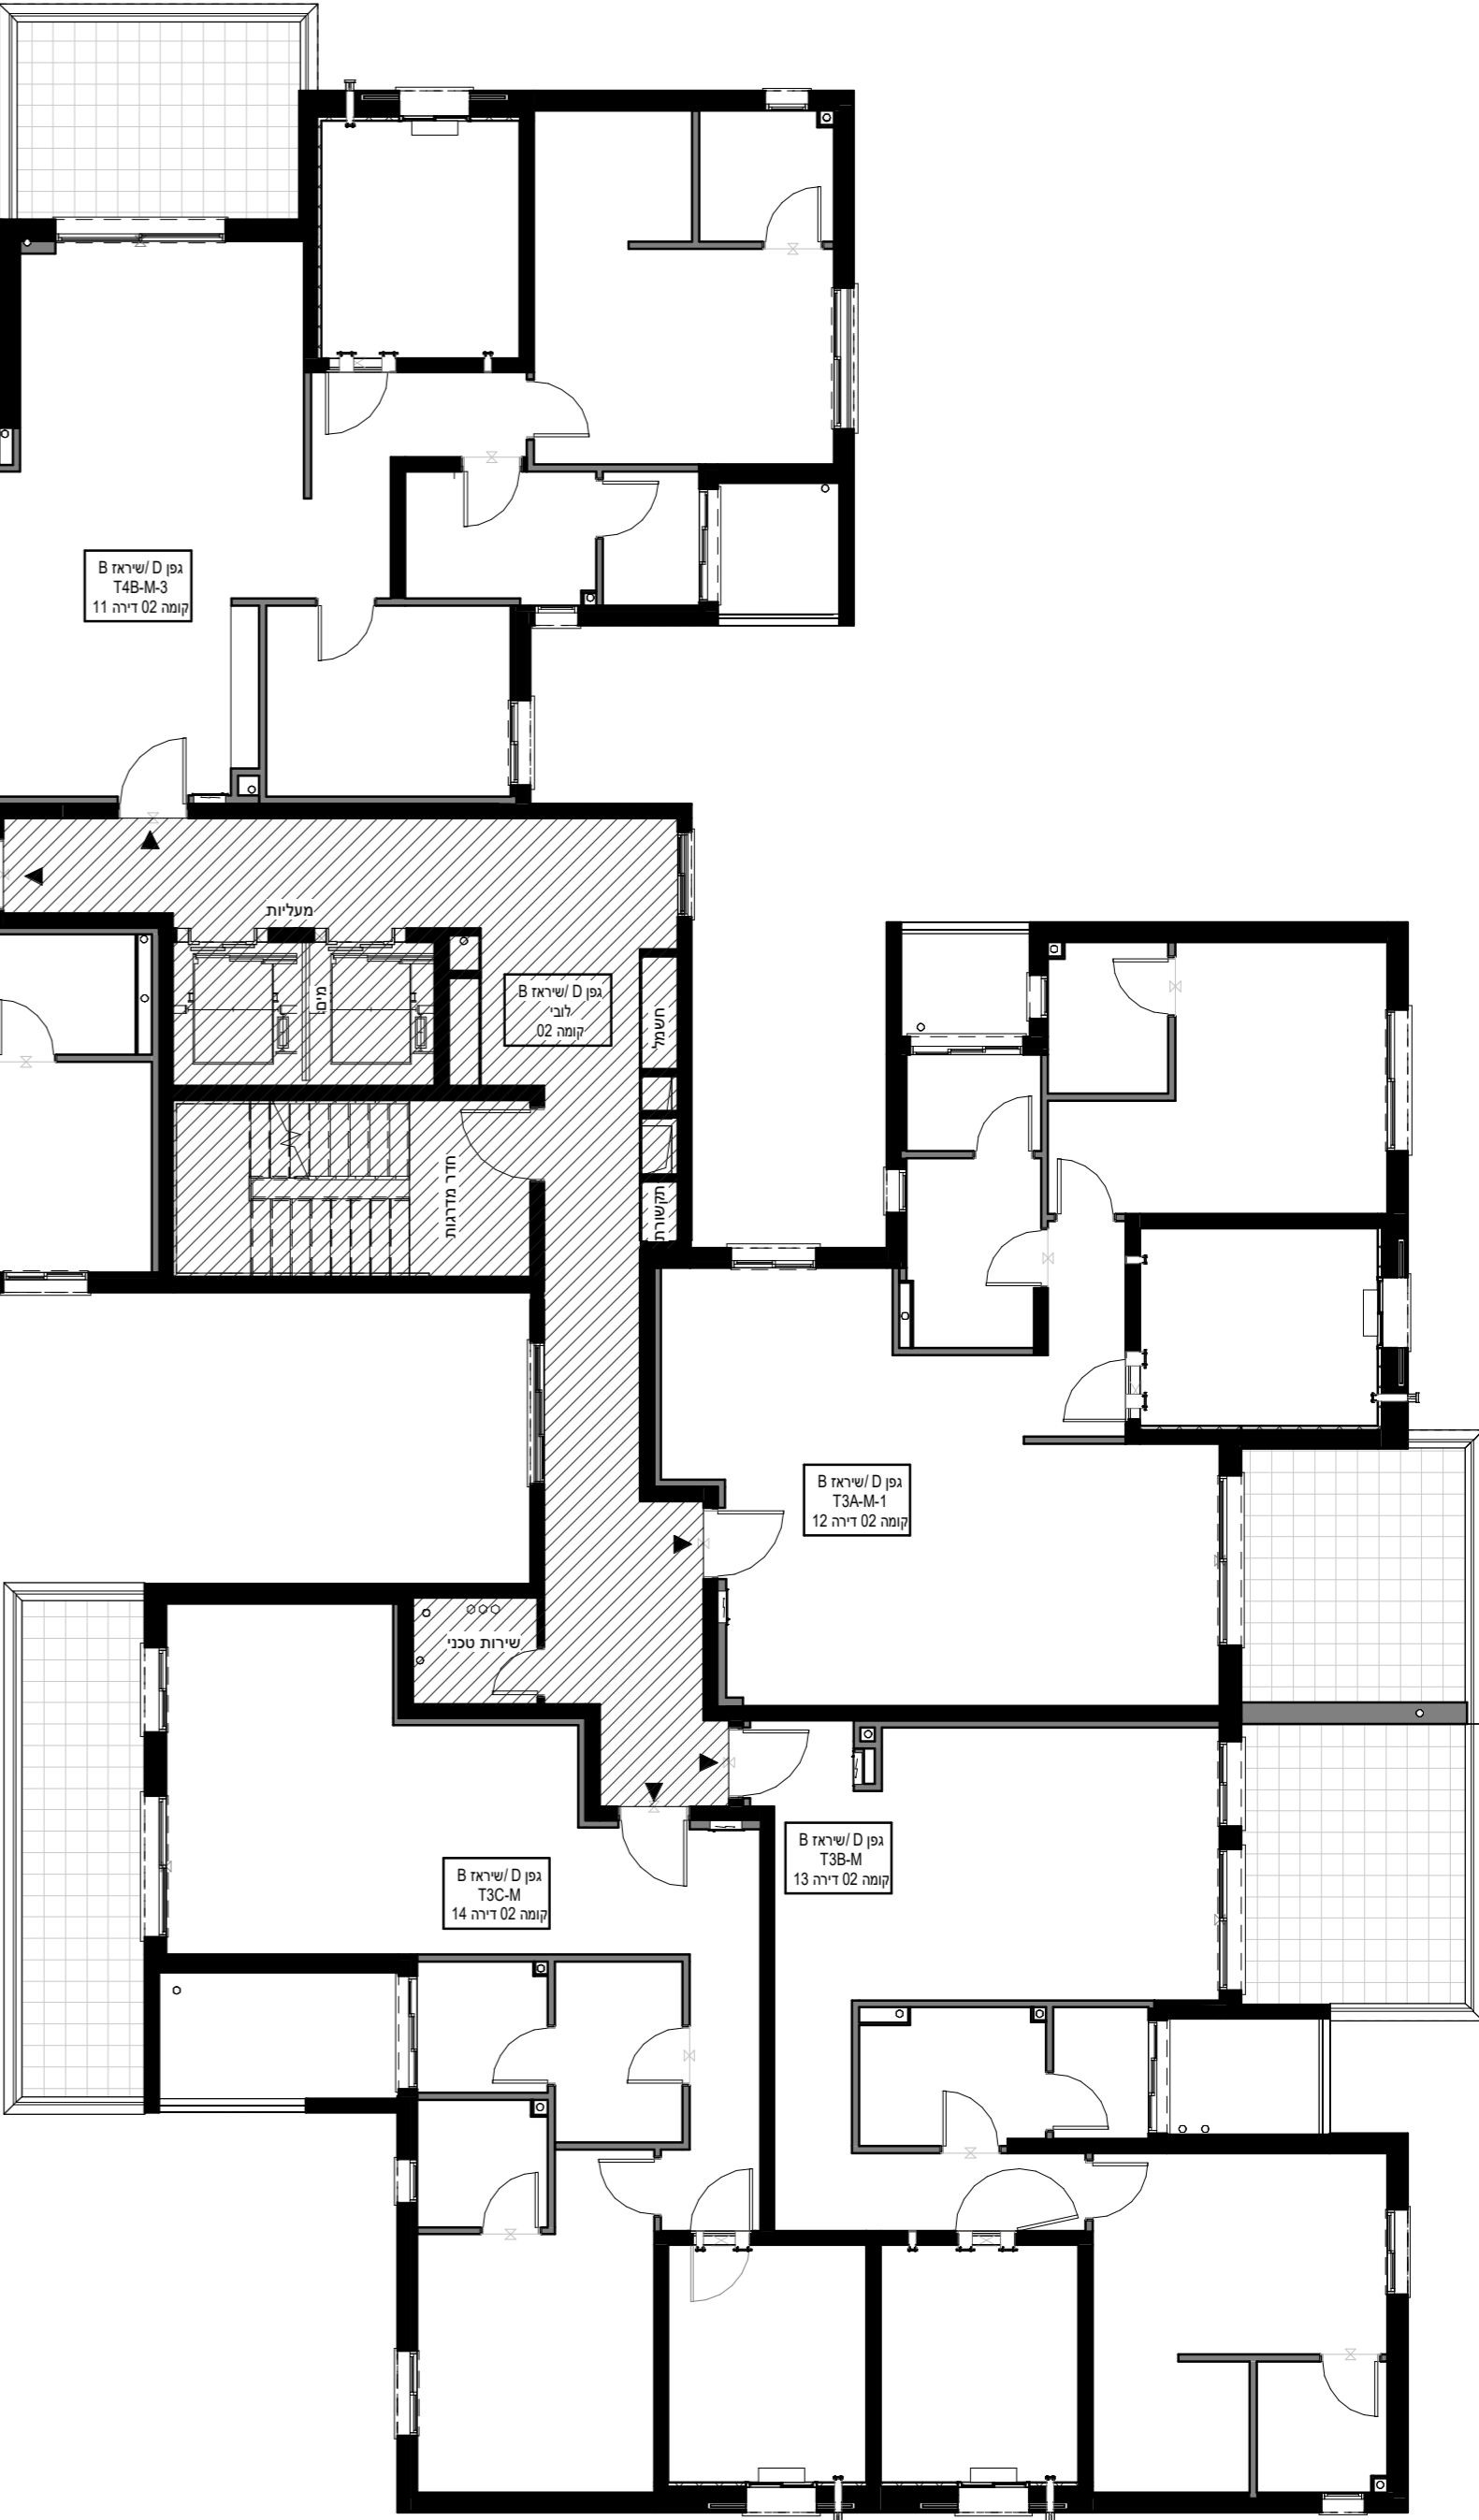 גפן D /שיראז B
T4B-M-3
קומה 02 דירה 11
מעליות
מים
גפן D /שיראז B
לובי
קומה 02
חשמל
חדר מדרגות
תקשורת
גפן D /שיראז B
T3A-M-1
קומה 02 דירה 12
שירות טכני
גפן D /שיראז B
T3B-M
קומה 02 דירה 13
גפן D /שיראז B
T3C-M
קומה 02 דירה 14